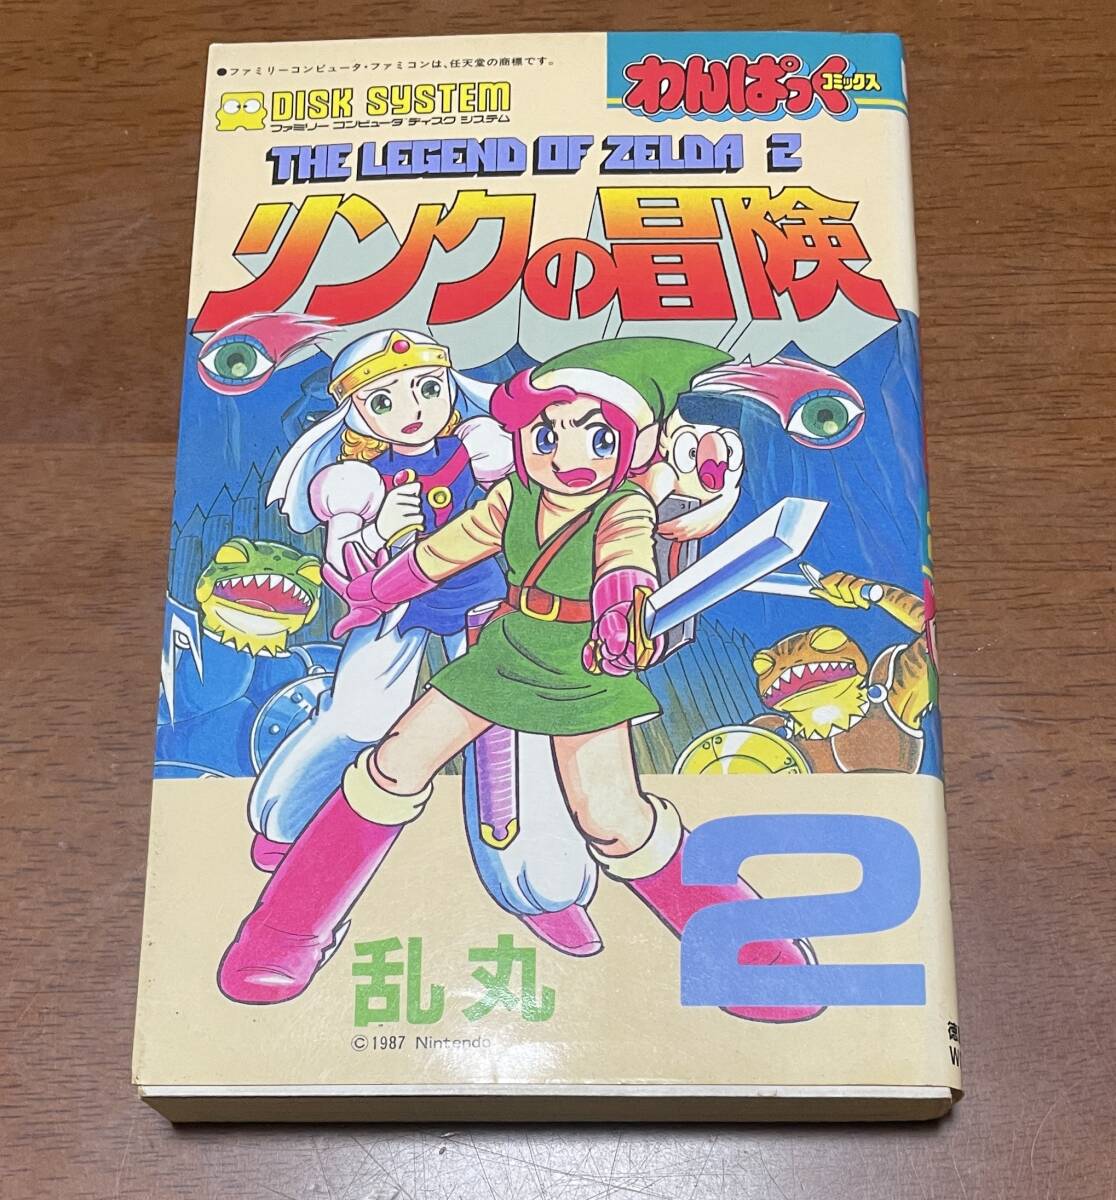 ●ファミリーコンピュータ・ファミコンは、任天堂の商標です。
わんぱっくコミックス
DISK SYSTEM
ファミリー コンピュータ ディスク システム
THE LEGEND OF ZELDA 2
リンクの冒険
2
乱丸
©1987 Nintendo
徳
W